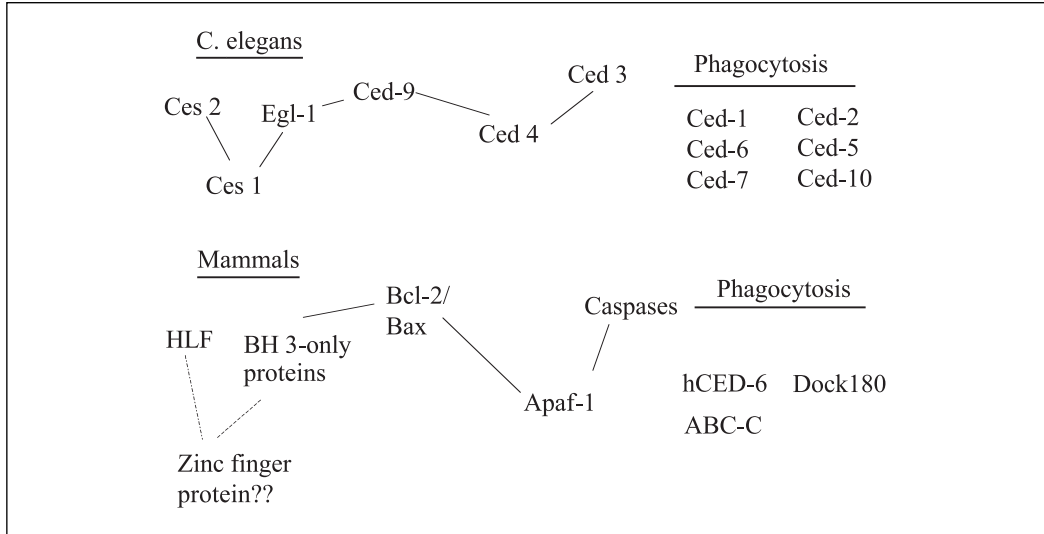 C. elegans
Ces 2
Egl-1
Ced-9
Ced 4
Ced 3
Ces 1
Phagocytosis
Ced-1 Ced-2
Ced-6 Ced-5
Ced-7 Ced-10
Mammals
HLF
BH 3-only
proteins
Bcl-2/
Bax
Apaf-1
Caspases
Zinc finger
protein??
Phagocytosis
hCED-6 Dock180
ABC-C